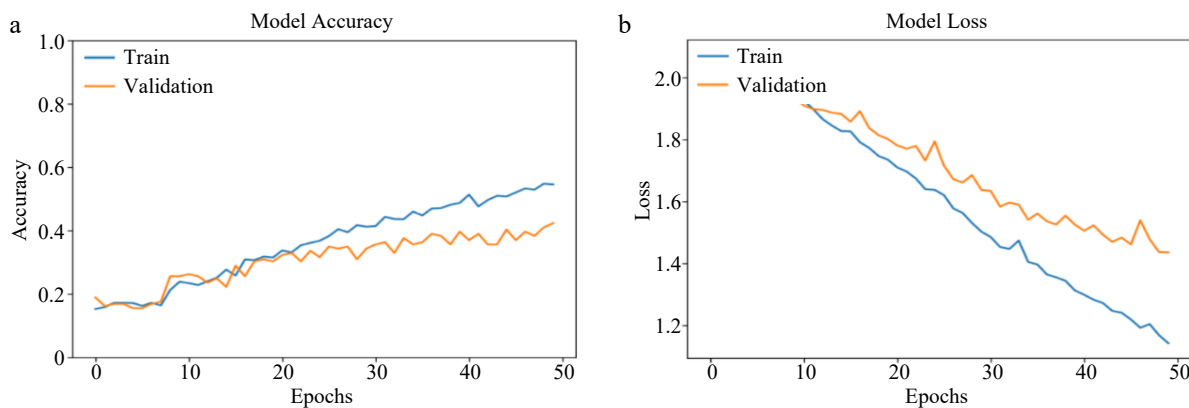 a
Model Accuracy
1.0
0.8
0.6
0.4
0.2
0
Accuracy
Train
Validation
0 10 20 30 40 50
Epochs
b
Model Loss
2.0
1.8
1.6
1.4
1.2
Loss
Train
Validation
0 10 20 30 40 50
Epochs